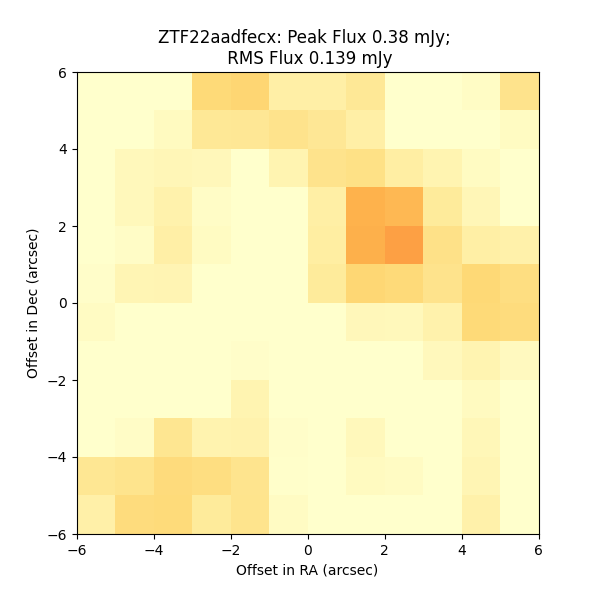 ZTF22aadfecx: Peak Flux 0.38 mJy;
RMS Flux 0.139 mJy
6
4
2
0
−2
−4
−6
Offset in Dec (arcsec)
−6 −4 −2 0 2 4 6
Offset in RA (arcsec)